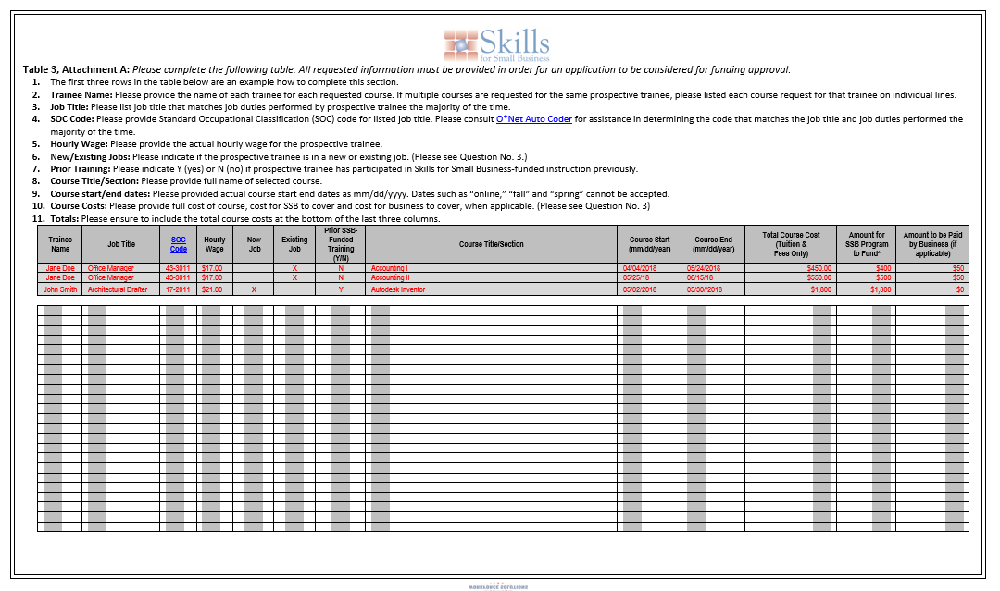 Skills
for Small Business
Table 3, Attachment A: Please complete the following table. All requested information must be provided in order for an application to be considered for funding approval.
1. The first three rows in the table below are an example how to complete this section.
2. Trainee Name: Please provide the name of each trainee for each requested course. If multiple courses are requested for the same prospective trainee, please listed each course request for that trainee on individual lines.
3. Job Title: Please list job title that matches job duties performed by prospective trainee the majority of the time.
4. SOC Code: Please provide Standard Occupational Classification (SOC) code for listed job title. Please consult O*Net Auto Coder for assistance in determining the code that matches the job title and job duties performed the
majority of the time.
5. Hourly Wage: Please provide the actual hourly wage for the prospective trainee.
6. New/Existing Jobs: Please indicate if the prospective trainee is in a new or existing job. (Please see Question No. 3.)
7. Prior Training: Please indicate Y (yes) or N (no) if prospective trainee has participated in Skills for Small Business-funded instruction previously.
8. Course Title/Section: Please provide full name of selected course.
9. Course start/end dates: Please provided actual course start end dates as mm/dd/yyyy. Dates such as “online,” “fall” and “spring” cannot be accepted.
10. Course Costs: Please provide full cost of course, cost for SSB to cover and cost for business to cover, when applicable. (Please see Question No. 3)
11. Totals: Please ensure to include the total course costs at the bottom of the last three columns.
Trainee Name Job Title SOC Code Hourly Wage New Job Existing Job Prior SSB-Funded Training (Y/N) Course Title/Section Course Start (mm/dd/year) Course End (mm/dd/year) Total Course Cost (Tuition & Fees Only) Amount for SSB Program to Fund* Amount to be Paid by Business (if applicable)
Jane Doe Office Manager 43-3011 $17.00 X N Accounting I 04/04/2018 05/24/2018 $450.00 $400 $50
Jane Doe Office Manager 43-3011 $17.00 X N Accounting II 05/25/18 06/15/18 $550.00 $500 $50
John Smith Architectural Drafter 17-2011 $21.00 X Y Autodesk Inventor 05/02/2018 05/30//2018 $1,800 $1,800 $0
WORKFORCE SOLUTIONS